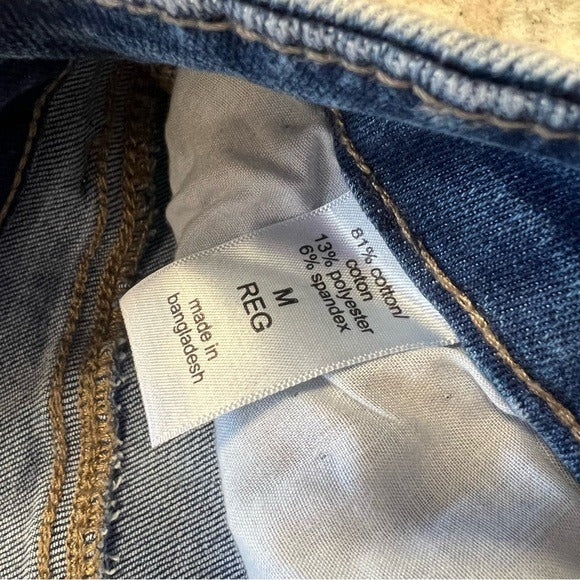 81% cotton/
coton
13% polyester
6% spandex
M
REG
made in
bangladesh